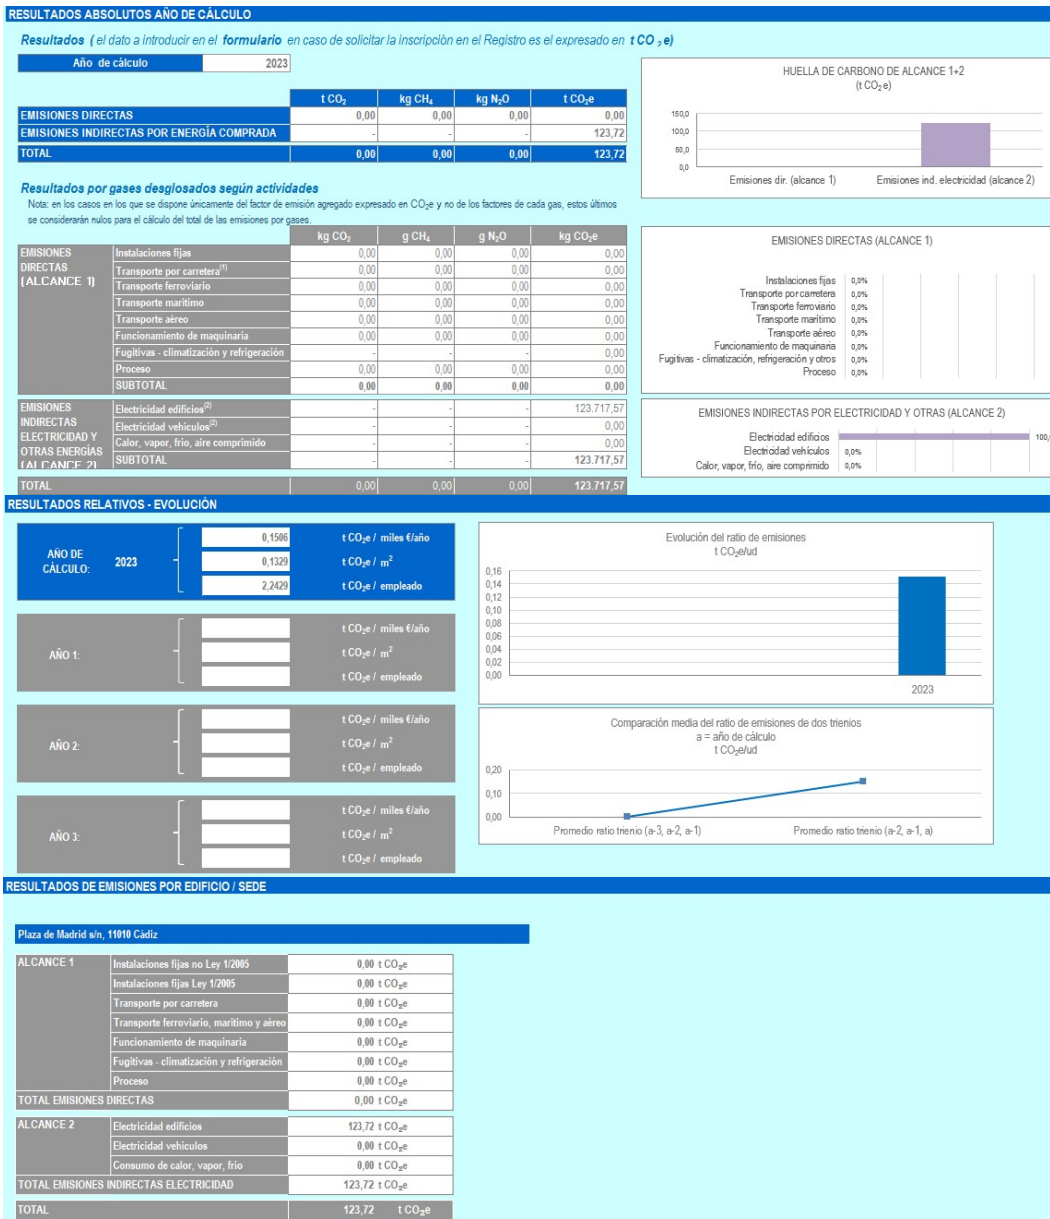 RESULTADOS ABSOLUTOS AÑO DE CÁLCULO
Resultados ( el dato a introducir en el formulario en caso de solicitar la inscripción en el Registro es el expresado en t CO ₂ e)
Año de cálculo 2023
t CO₂ kg CH₄ kg N₂O t CO₂e
EMISIONES DIRECTAS 0,00 0,00 0,00 0,00
EMISIONES INDIRECTAS POR ENERGÍA COMPRADA - - - 123,72
TOTAL 0,00 0,00 0,00 123,72
HUELLA DE CARBONO DE ALCANCE 1+2
(t CO₂ e)
150,0
100,0
50,0
0,0
Emisiones dir. (alcance 1) Emisiones ind. electricidad (alcance 2)
Resultados por gases desglosados según actividades
Nota: en los casos en los que se dispone únicamente del factor de emisión agregado expresado en CO₂e y no de los factores de cada gas, estos últimos
se considerarán nulos para el cálculo del total de las emisiones por gases.
kg CO₂ g CH₄ g N₂O kg CO₂e
EMISIONES DIRECTAS (ALCANCE 1)
Instalaciones fijas 0,00 0,00 0,00 0,00
Transporte por carretera⁽¹⁾ 0,00 0,00 0,00 0,00
Transporte ferroviario 0,00 0,00 0,00 0,00
Transporte marítimo 0,00 0,00 0,00 0,00
Transporte aéreo 0,00 0,00 0,00 0,00
Funcionamiento de maquinaria 0,00 0,00 0,00 0,00
Fugitivas - climatización y refrigeración - - - 0,00
Proceso 0,00 0,00 0,00 0,00
SUBTOTAL 0,00 0,00 0,00 0,00
EMISIONES DIRECTAS (ALCANCE 1)
Instalaciones fijas 0,0%
Transporte por carretera 0,0%
Transporte ferroviario 0,0%
Transporte marítimo 0,0%
Transporte aéreo 0,0%
Funcionamiento de maquinaria 0,0%
Fugitivas - climatización, refrigeración y otros 0,0%
Proceso 0,0%
EMISIONES
INDIRECTAS
ELECTRICIDAD Y
OTRAS ENERGÍAS
(ALCANCE 2)
Electricidad edificios⁽²⁾ - - - 123.717,57
Electricidad vehículos⁽²⁾ - - - 0,00
Calor, vapor, frío, aire comprimido - - - 0,00
SUBTOTAL - - - 123.717,57
TOTAL 0,00 0,00 0,00 123.717,57
EMISIONES INDIRECTAS POR ELECTRICIDAD Y OTRAS (ALCANCE 2)
Electricidad edificios 100,
Electricidad vehículos 0,0%
Calor, vapor, frío, aire comprimido 0,0%
RESULTADOS RELATIVOS - EVOLUCIÓN
AÑO DE
CÁLCULO: 2023
0,1506 t CO₂e / miles €/año
0,1329 t CO₂e / m²
2,2429 t CO₂e / empleado
AÑO 1:
t CO₂e / miles €/año
t CO₂e / m²
t CO₂e / empleado
AÑO 2:
t CO₂e / miles €/año
t CO₂e / m²
t CO₂e / empleado
AÑO 3:
t CO₂e / miles €/año
t CO₂e / m²
t CO₂e / empleado
Evolución del ratio de emisiones
t CO₂e/ud
0,16
0,14
0,12
0,10
0,08
0,06
0,04
0,02
0,00
2023
Comparación media del ratio de emisiones de dos trienios
a = año de cálculo
t CO₂e/ud
0,20
0,10
0,00
Promedio ratio trienio (a-3, a-2, a-1) Promedio ratio trienio (a-2, a-1, a)
RESULTADOS DE EMISIONES POR EDIFICIO / SEDE
Plaza de Madrid s/n, 11010 Cádiz
ALCANCE 1
Instalaciones fijas no Ley 1/2005 0,00 t CO₂e
Instalaciones fijas Ley 1/2005 0,00 t CO₂e
Transporte por carretera 0,00 t CO₂e
Transporte ferroviario, marítimo y aéreo 0,00 t CO₂e
Funcionamiento de maquinaria 0,00 t CO₂e
Fugitivas - climatización y refrigeración 0,00 t CO₂e
Proceso 0,00 t CO₂e
TOTAL EMISIONES DIRECTAS 0,00 t CO₂e
ALCANCE 2
Electricidad edificios 123,72 t CO₂e
Electricidad vehículos 0,00 t CO₂e
Consumo de calor, vapor, frío 0,00 t CO₂e
TOTAL EMISIONES INDIRECTAS ELECTRICIDAD 123,72 t CO₂e
TOTAL 123,72 t CO₂e